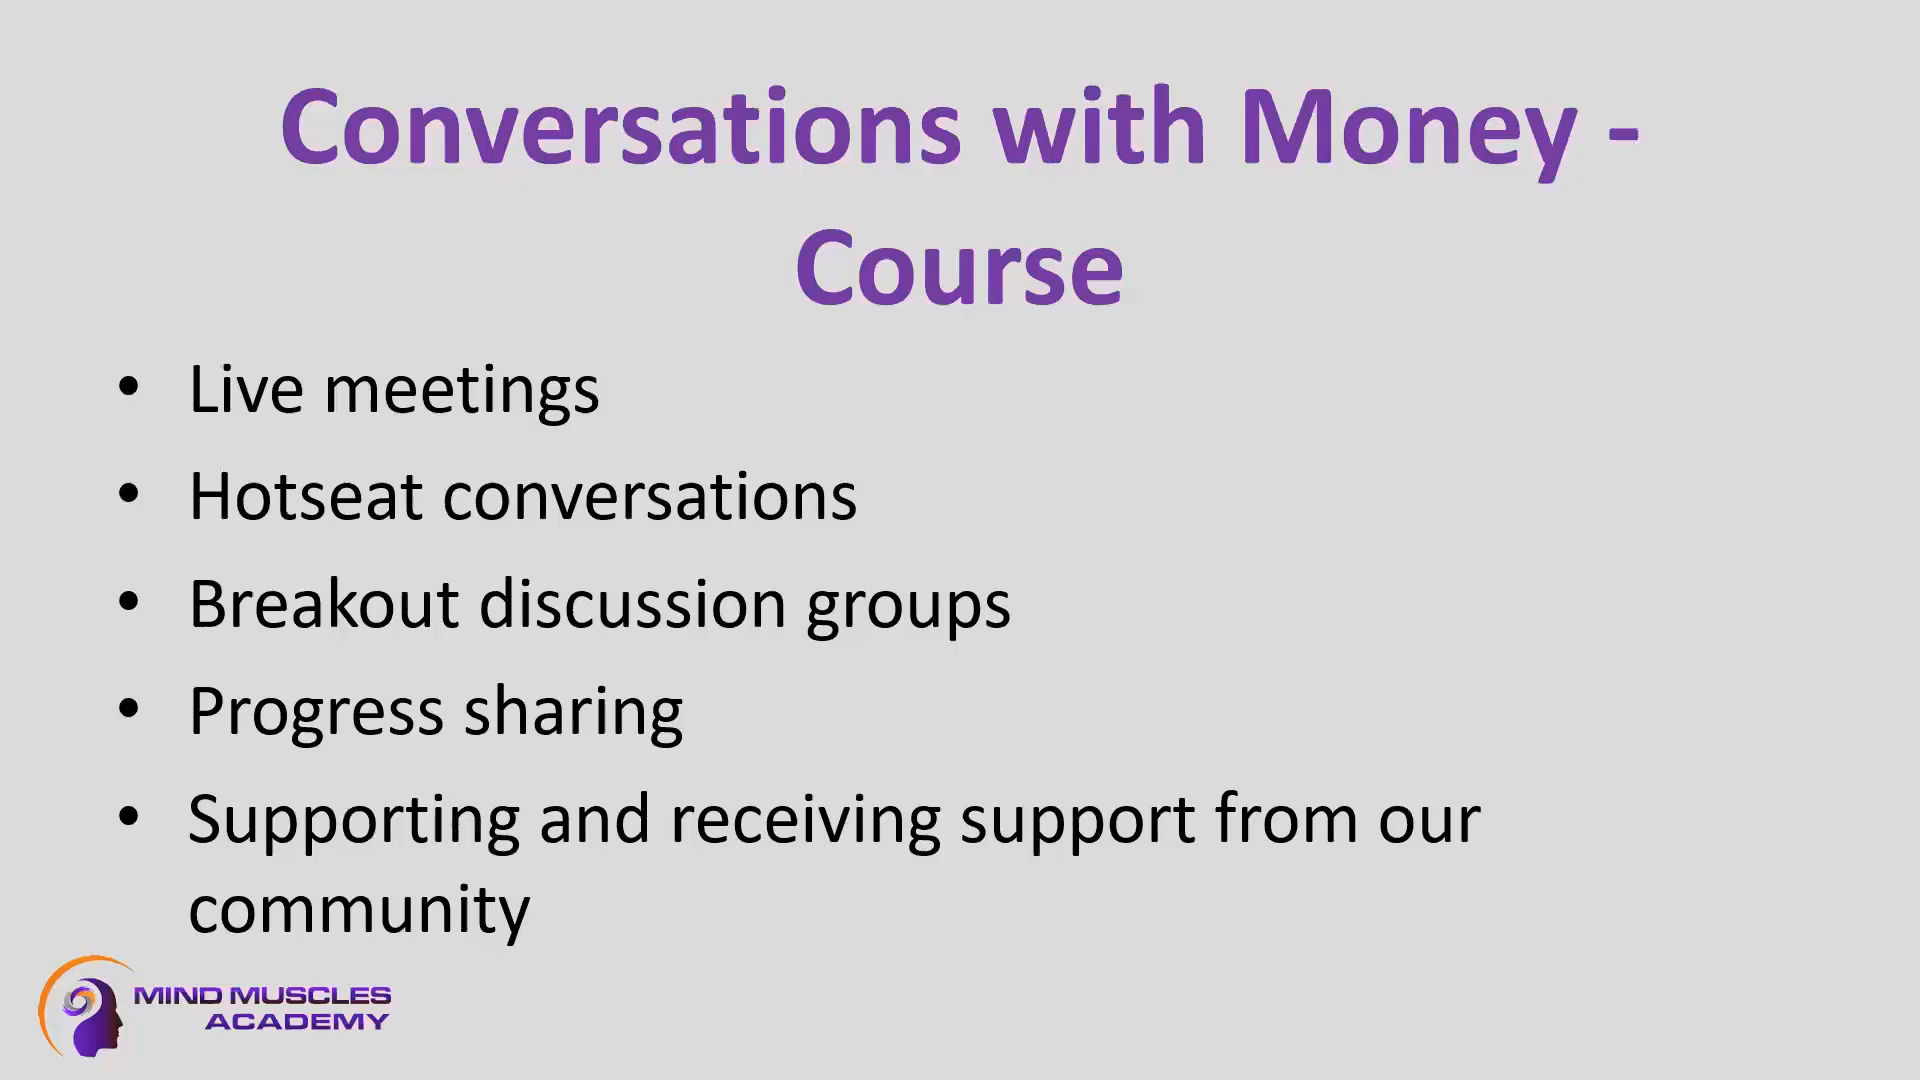 Conversations with Money -
Course
• Live meetings
• Hotseat conversations
• Breakout discussion groups
• Progress sharing
• Supporting and receiving support from our
community
MIND MUSCLES
ACADEMY